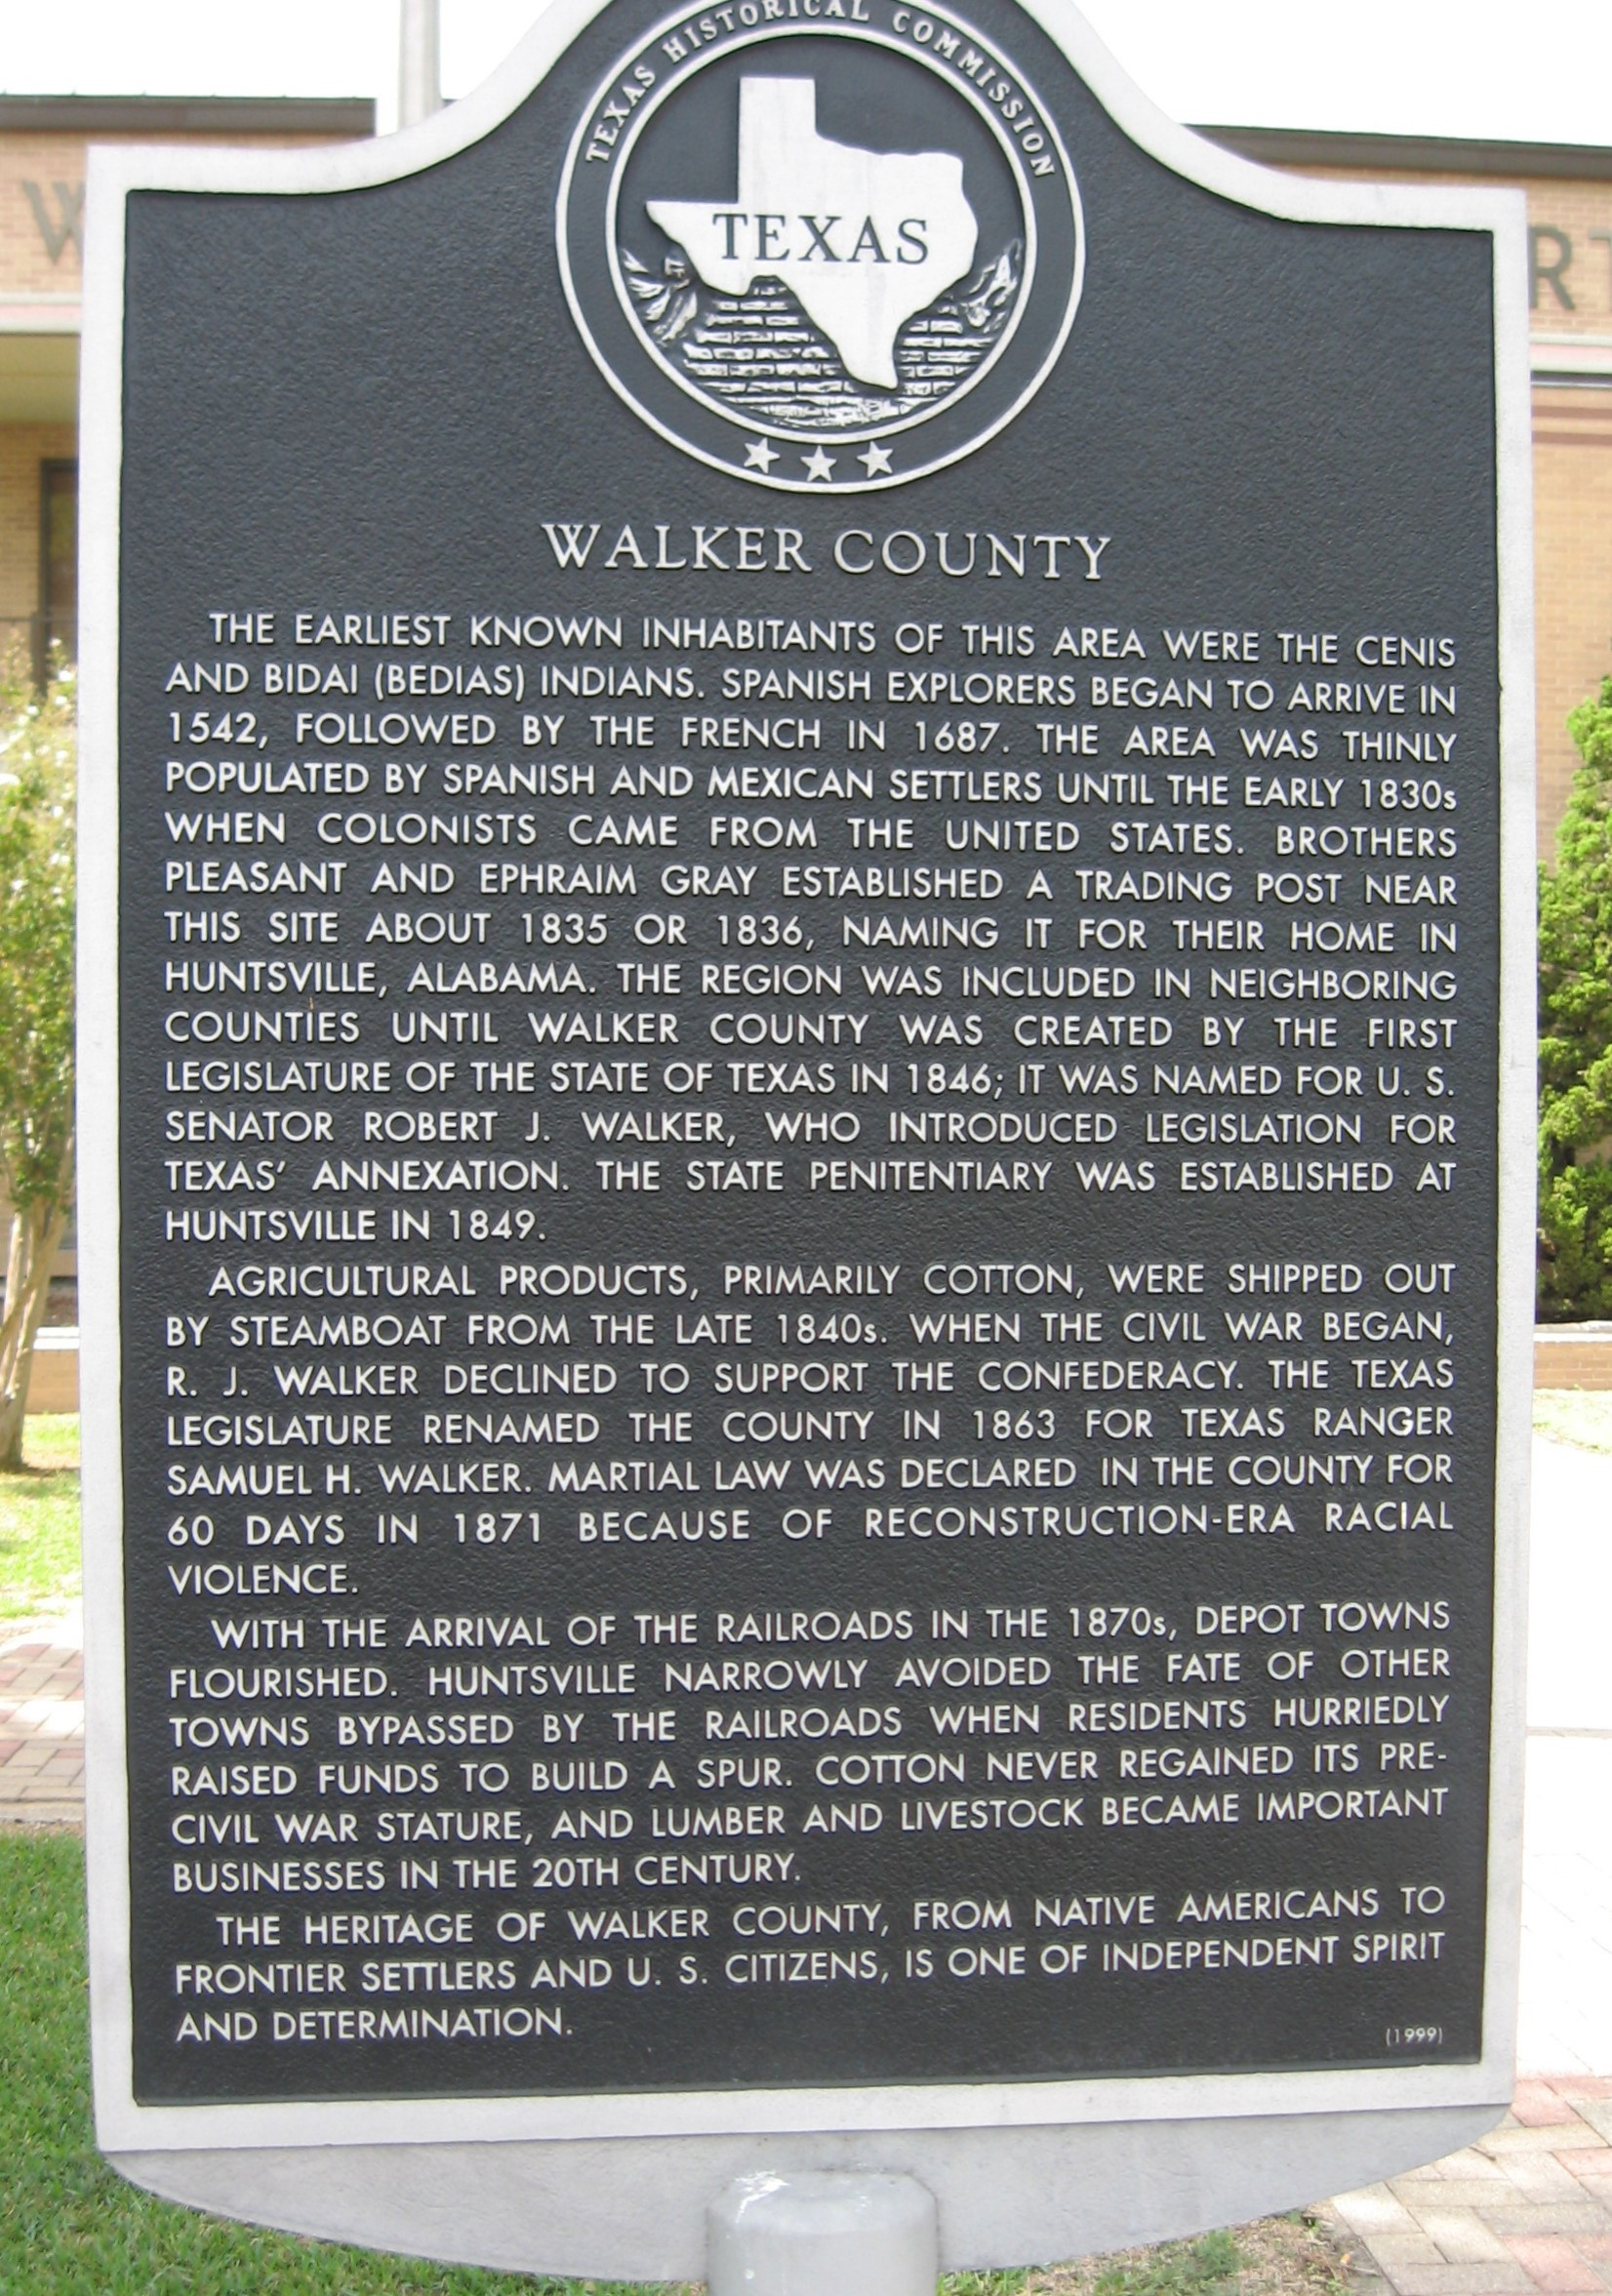 W
RT
TEXAS HISTORICAL COMMISSION
TEXAS
WALKER COUNTY
THE EARLIEST KNOWN INHABITANTS OF THIS AREA WERE THE CENIS
AND BIDAI (BEDIAS) INDIANS. SPANISH EXPLORERS BEGAN TO ARRIVE IN
1542, FOLLOWED BY THE FRENCH IN 1687. THE AREA WAS THINLY
POPULATED BY SPANISH AND MEXICAN SETTLERS UNTIL THE EARLY 1830s
WHEN COLONISTS CAME FROM THE UNITED STATES. BROTHERS
PLEASANT AND EPHRAIM GRAY ESTABLISHED A TRADING POST NEAR
THIS SITE ABOUT 1835 OR 1836, NAMING IT FOR THEIR HOME IN
HUNTSVILLE, ALABAMA. THE REGION WAS INCLUDED IN NEIGHBORING
COUNTIES UNTIL WALKER COUNTY WAS CREATED BY THE FIRST
LEGISLATURE OF THE STATE OF TEXAS IN 1846; IT WAS NAMED FOR U. S.
SENATOR ROBERT J. WALKER, WHO INTRODUCED LEGISLATION FOR
TEXAS' ANNEXATION. THE STATE PENITENTIARY WAS ESTABLISHED AT
HUNTSVILLE IN 1849.
AGRICULTURAL PRODUCTS, PRIMARILY COTTON, WERE SHIPPED OUT
BY STEAMBOAT FROM THE LATE 1840s. WHEN THE CIVIL WAR BEGAN,
R. J. WALKER DECLINED TO SUPPORT THE CONFEDERACY. THE TEXAS
LEGISLATURE RENAMED THE COUNTY IN 1863 FOR TEXAS RANGER
SAMUEL H. WALKER. MARTIAL LAW WAS DECLARED IN THE COUNTY FOR
60 DAYS IN 1871 BECAUSE OF RECONSTRUCTION-ERA RACIAL
VIOLENCE.
WITH THE ARRIVAL OF THE RAILROADS IN THE 1870s, DEPOT TOWNS
FLOURISHED. HUNTSVILLE NARROWLY AVOIDED THE FATE OF OTHER
TOWNS BYPASSED BY THE RAILROADS WHEN RESIDENTS HURRIEDLY
RAISED FUNDS TO BUILD A SPUR. COTTON NEVER REGAINED ITS PRE-
CIVIL WAR STATURE, AND LUMBER AND LIVESTOCK BECAME IMPORTANT
BUSINESSES IN THE 20TH CENTURY.
THE HERITAGE OF WALKER COUNTY, FROM NATIVE AMERICANS TO
FRONTIER SETTLERS AND U. S. CITIZENS, IS ONE OF INDEPENDENT SPIRIT
AND DETERMINATION.
(1999)